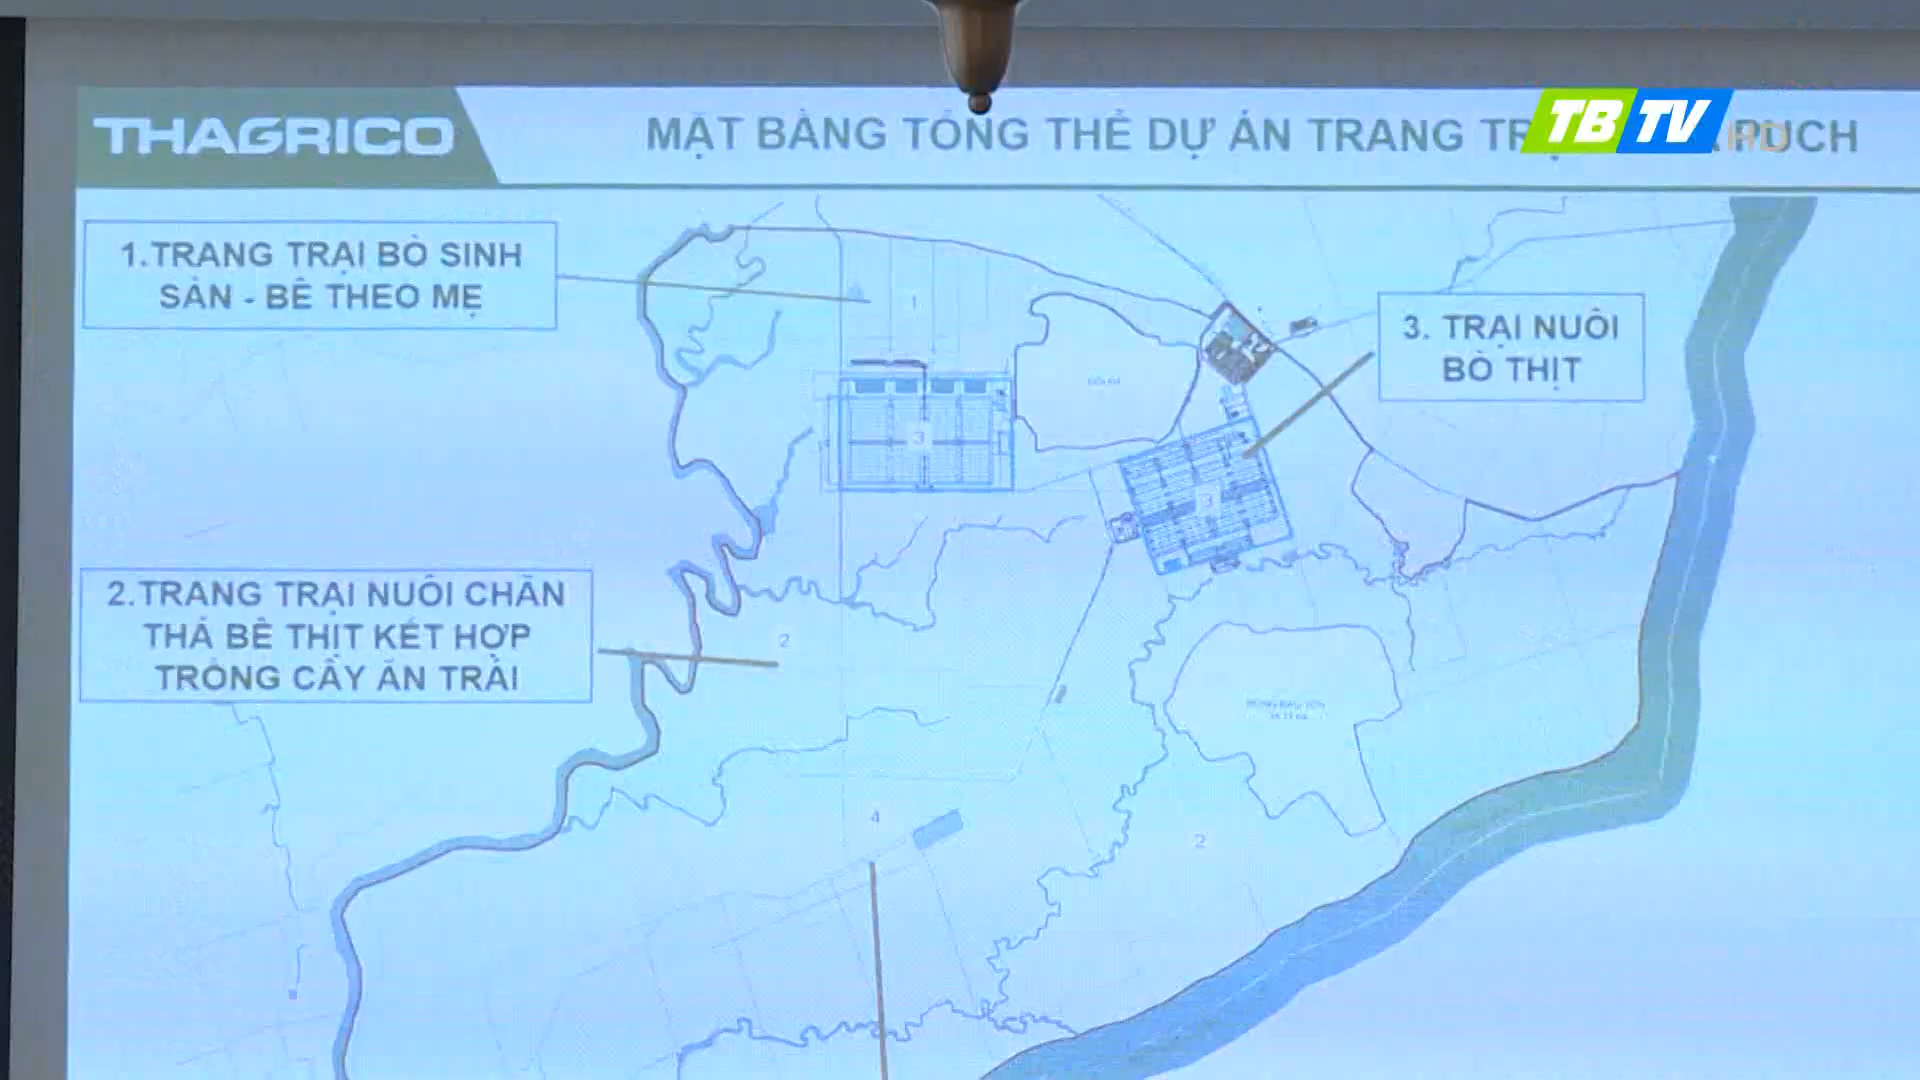 THAGRICO
MẶT BẰNG TỔNG THỂ DỰ ÁN TRANG PUCH
TBTV HD
1.TRANG TRẠI BÒ SINH
SẢN - BÊ THEO MẸ
3. TRẠI NUÔI
BÒ THỊT
1
3
3
2.TRANG TRẠI NUÔI CHĂN
THẢ BÊ THỊT KẾT HỢP
TRỒNG CÂY ĂN TRÁI
2
4
2